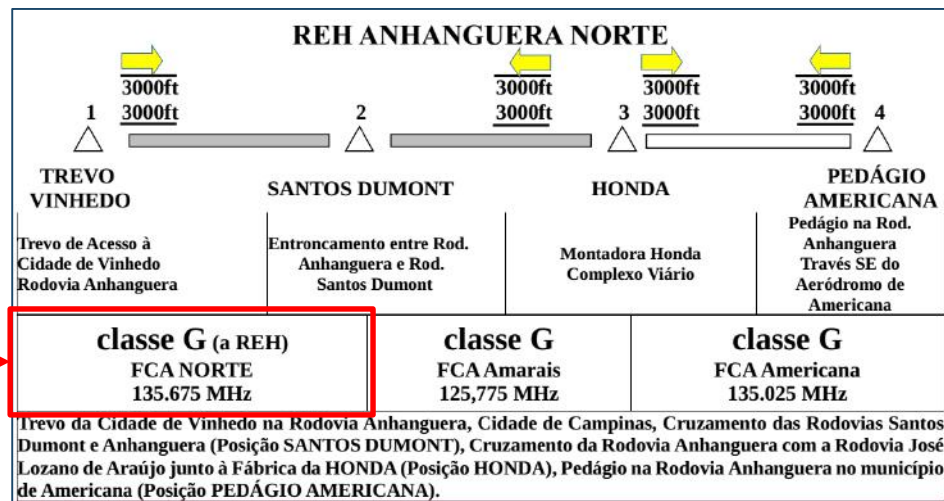 REH ANHANGUERA NORTE
3000ft 3000ft 3000ft 3000ft
1 3000ft 2 3000ft 3 3000ft 3000ft 4
TREVO
VINHEDO
SANTOS DUMONT
HONDA
PEDÁGIO
AMERICANA
Trevo de Acesso à
Cidade de Vinhedo
Rodovia Anhanguera
Entroncamento entre Rod.
Anhanguera e Rod.
Santos Dumont
Montadora Honda
Complexo Viário
Pedágio na Rod.
Anhanguera
Través SE do
Aeródromo de
Americana
classe G (a REH)
FCA NORTE
135.675 MHz
classe G
FCA Amarais
125,775 MHz
classe G
FCA Americana
135.025 MHz
Trevo da Cidade de Vinhedo na Rodovia Anhanguera, Cidade de Campinas, Cruzamento das Rodovias Santos
Dumont e Anhanguera (Posição SANTOS DUMONT), Cruzamento da Rodovia Anhanguera com a Rodovia José
Lozano de Araújo junto à Fábrica da HONDA (Posição HONDA), Pedágio na Rodovia Anhanguera no município
de Americana (Posição PEDÁGIO AMERICANA).